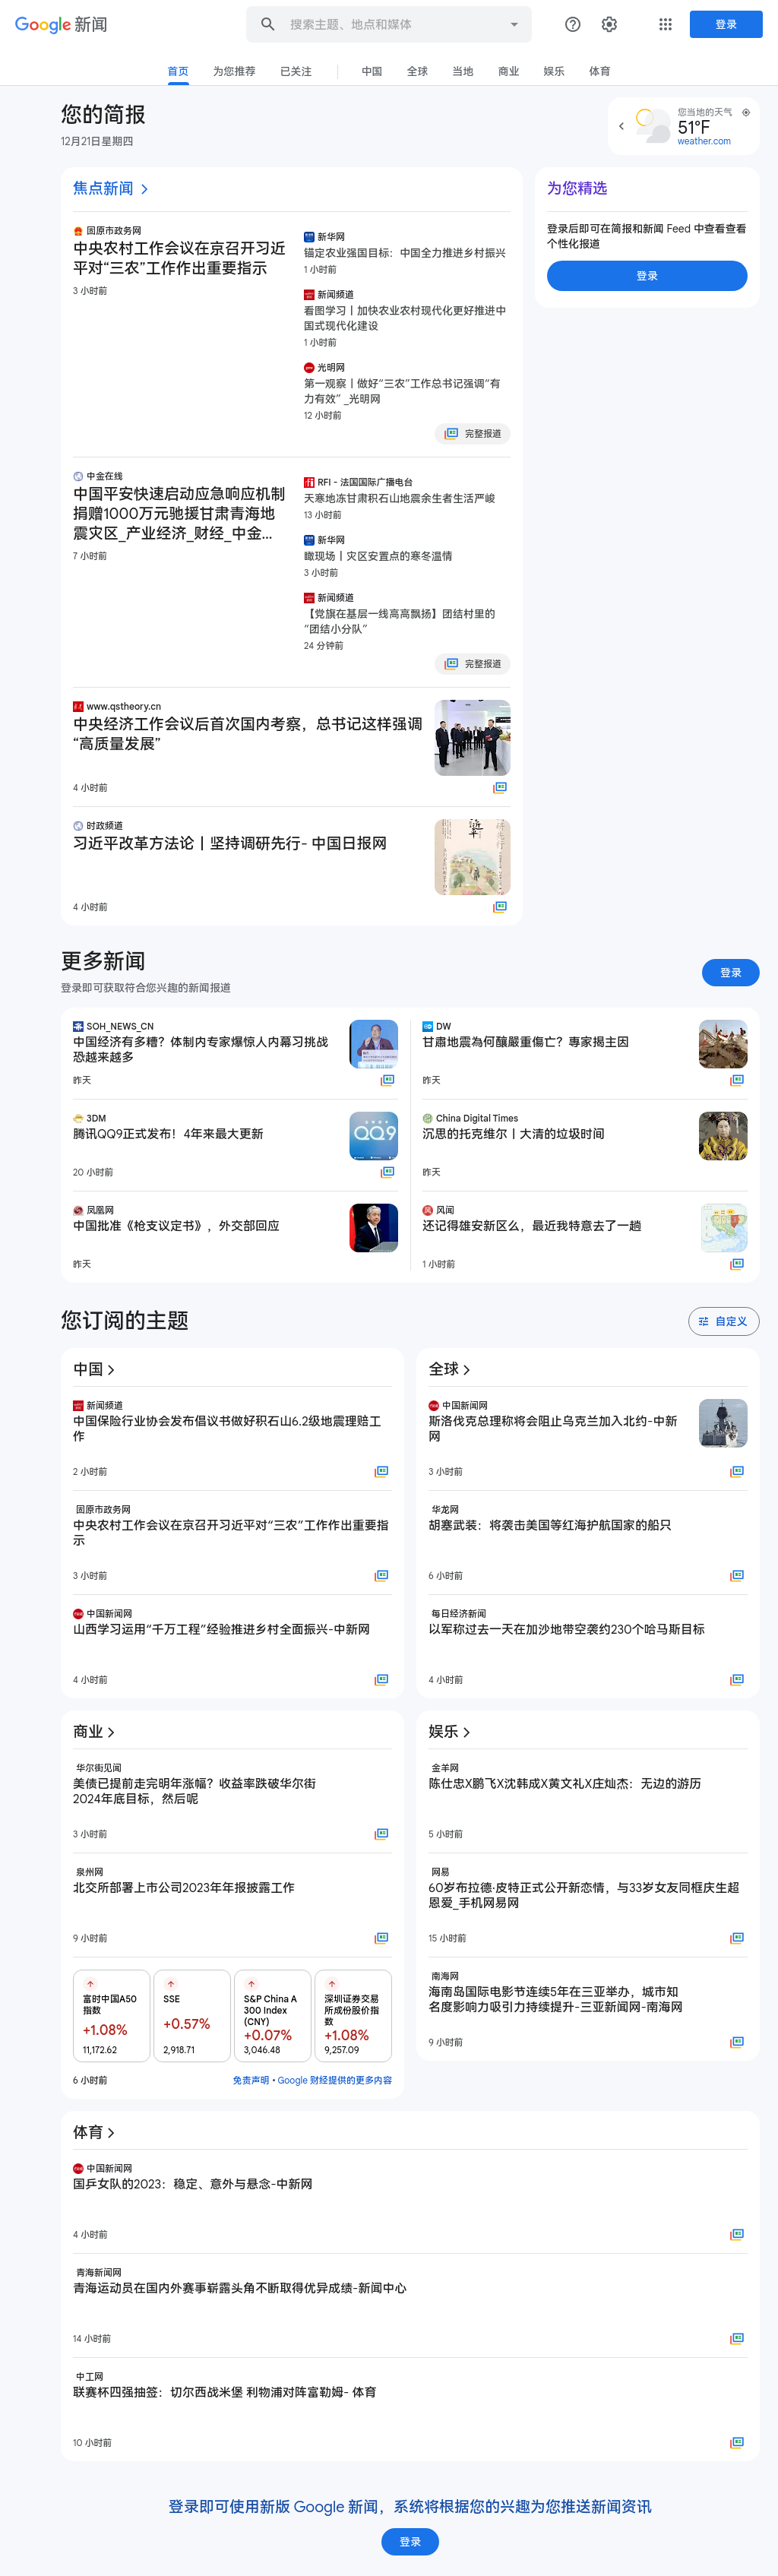 Google 新闻
搜索主题、地点和媒体
登录
首页
为您推荐
已关注
中国
全球
当地
商业
娱乐
体育
您的简报
12月21日星期四
您当地的天气
51°F
weather.com
焦点新闻
固原市政务网
中央农村工作会议在京召开习近
平对“三农”工作作出重要指示
3 小时前
新华网
锚定农业强国目标：中国全力推进乡村振兴
1 小时前
新闻频道
看图学习丨加快农业农村现代化更好推进中
国式现代化建设
1 小时前
光明网
第一观察丨做好“三农”工作总书记强调“有
力有效” _光明网
12 小时前
完整报道
中金在线
中国平安快速启动应急响应机制
捐赠1000万元驰援甘肃青海地
震灾区_产业经济_财经_中金...
7 小时前
RFI - 法国国际广播电台
天寒地冻甘肃积石山地震余生者生活严峻
13 小时前
新华网
瞰现场丨灾区安置点的寒冬温情
3 小时前
新闻频道
【党旗在基层一线高高飘扬】团结村里的
“团结小分队”
24 分钟前
完整报道
www.qstheory.cn
中央经济工作会议后首次国内考察，总书记这样强调
“高质量发展”
4 小时前
时政频道
习近平改革方法论丨坚持调研先行- 中国日报网
4 小时前
为您精选
登录后即可在简报和新闻 Feed 中查看查看
个性化报道
登录
更多新闻
登录即可获取符合您兴趣的新闻报道
登录
SOH_NEWS_CN
中国经济有多糟？体制内专家爆惊人内幕习挑战
恐越来越多
昨天
DW
甘肃地震為何釀嚴重傷亡？專家揭主因
昨天
3DM
腾讯QQ9正式发布！4年来最大更新
20 小时前
QQ9
China Digital Times
沉思的托克维尔丨大清的垃圾时间
昨天
凤凰网
中国批准《枪支议定书》，外交部回应
昨天
风闻
还记得雄安新区么，最近我特意去了一趟
1 小时前
您订阅的主题
自定义
中国
新闻频道
中国保险行业协会发布倡议书做好积石山6.2级地震理赔工
作
2 小时前
固原市政务网
中央农村工作会议在京召开习近平对“三农”工作作出重要指
示
3 小时前
中国新闻网
山西学习运用“千万工程”经验推进乡村全面振兴-中新网
4 小时前
全球
中国新闻网
斯洛伐克总理称将会阻止乌克兰加入北约-中新
网
3 小时前
华龙网
胡塞武装：将袭击美国等红海护航国家的船只
6 小时前
每日经济新闻
以军称过去一天在加沙地带空袭约230个哈马斯目标
4 小时前
商业
华尔街见闻
美债已提前走完明年涨幅？收益率跌破华尔街
2024年底目标，然后呢
3 小时前
泉州网
北交所部署上市公司2023年年报披露工作
9 小时前
富时中国A50
指数
+1.08%
11,172.62
SSE
+0.57%
2,918.71
S&P China A
300 Index
(CNY)
+0.07%
3,046.48
深圳证券交易
所成份股价指
数
+1.08%
9,257.09
6 小时前
免责声明 • Google 财经提供的更多内容
娱乐
金羊网
陈仕忠X鹏飞X沈韩成X黄文礼X庄灿杰：无边的游历
5 小时前
网易
60岁布拉德·皮特正式公开新恋情，与33岁女友同框庆生超
恩爱_手机网易网
15 小时前
南海网
海南岛国际电影节连续5年在三亚举办，城市知
名度影响力吸引力持续提升-三亚新闻网-南海网
9 小时前
体育
中国新闻网
国乒女队的2023：稳定、意外与悬念-中新网
4 小时前
青海新闻网
青海运动员在国内外赛事崭露头角不断取得优异成绩-新闻中心
14 小时前
中工网
联赛杯四强抽签：切尔西战米堡 利物浦对阵富勒姆- 体育
10 小时前
登录即可使用新版 Google 新闻，系统将根据您的兴趣为您推送新闻资讯
登录